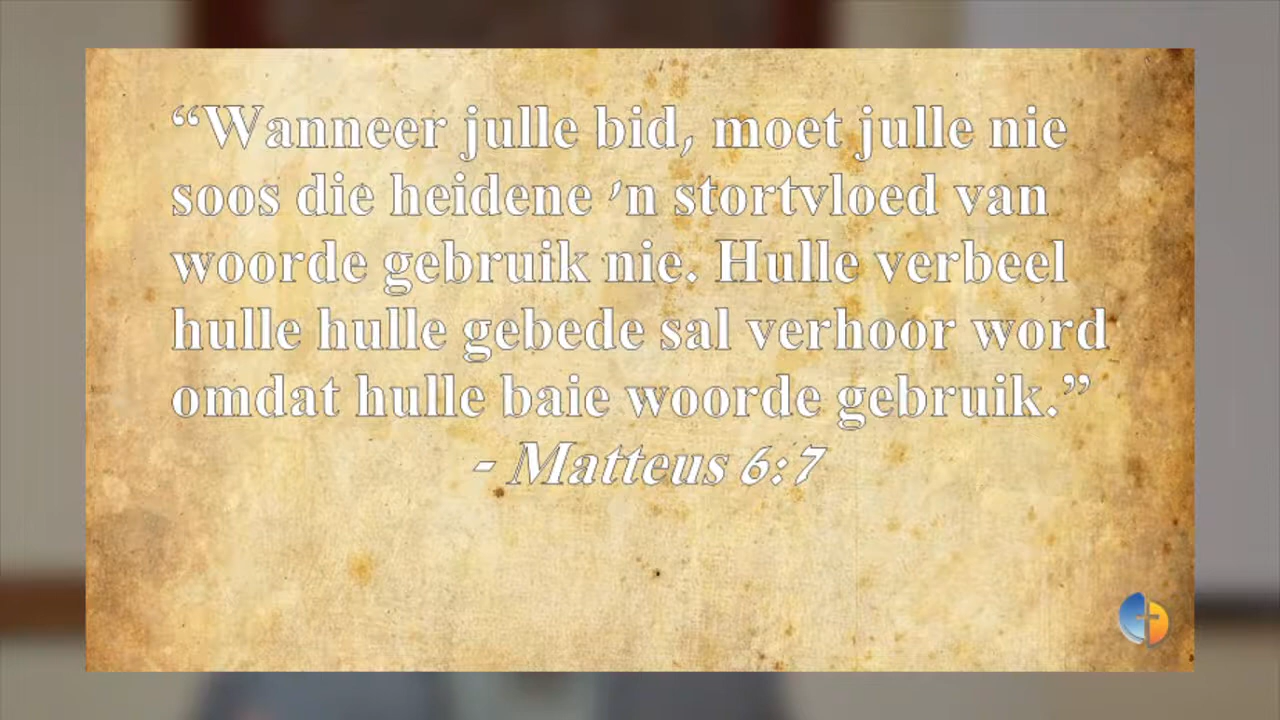 “Wanneer julle bid, moet julle nie
soos die heidene 'n stortvloed van
woorde gebruik nie. Hulle verbeel
hulle hulle gebede sal verhoor word
omdat hulle baie woorde gebruik.”
- Matteus 6:7